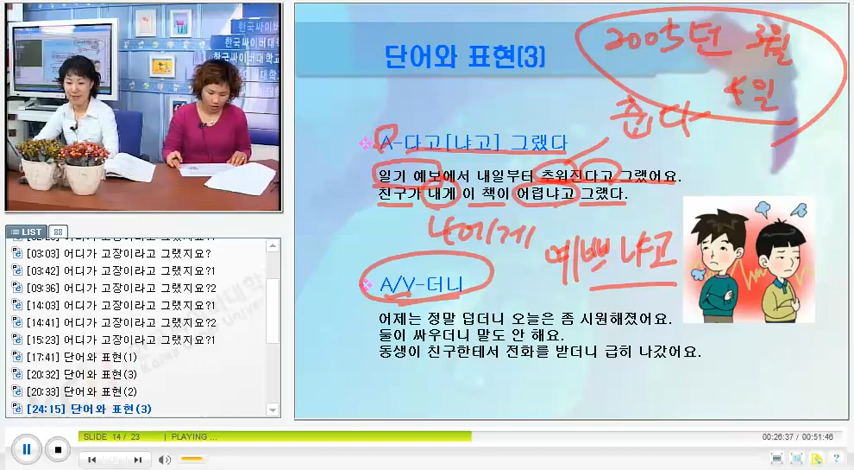 한국싸이버대학교
단어와 표현(3)
2005년 3월
4일
춥다
A-다고[냐고] 그랬다
일기 예보에서 내일부터 추워진다고 그랬어요.
친구가 내게 이 책이 어렵냐고 그랬다.
나에게
예쁘냐고
A/V-더니
어제는 정말 덥더니 오늘은 좀 시원해졌어요.
둘이 싸우더니 말도 안 해요.
동생이 친구한테서 전화를 받더니 급히 나갔어요.
LIST
[03:03] 어디가 고장이라고 그랬지요?
[03:42] 어디가 고장이라고 그랬지요?1
[09:36] 어디가 고장이라고 그랬지요?2
[14:03] 어디가 고장이라고 그랬지요?1
[14:41] 어디가 고장이라고 그랬지요?2
[15:23] 어디가 고장이라고 그랬지요?1
[17:41] 단어와 표현(1)
[20:32] 단어와 표현(3)
[20:33] 단어와 표현(2)
[24:15] 단어와 표현(3)
SLIDE 14 / 23 | PLAYING ...
00:26:37 / 00:51:46